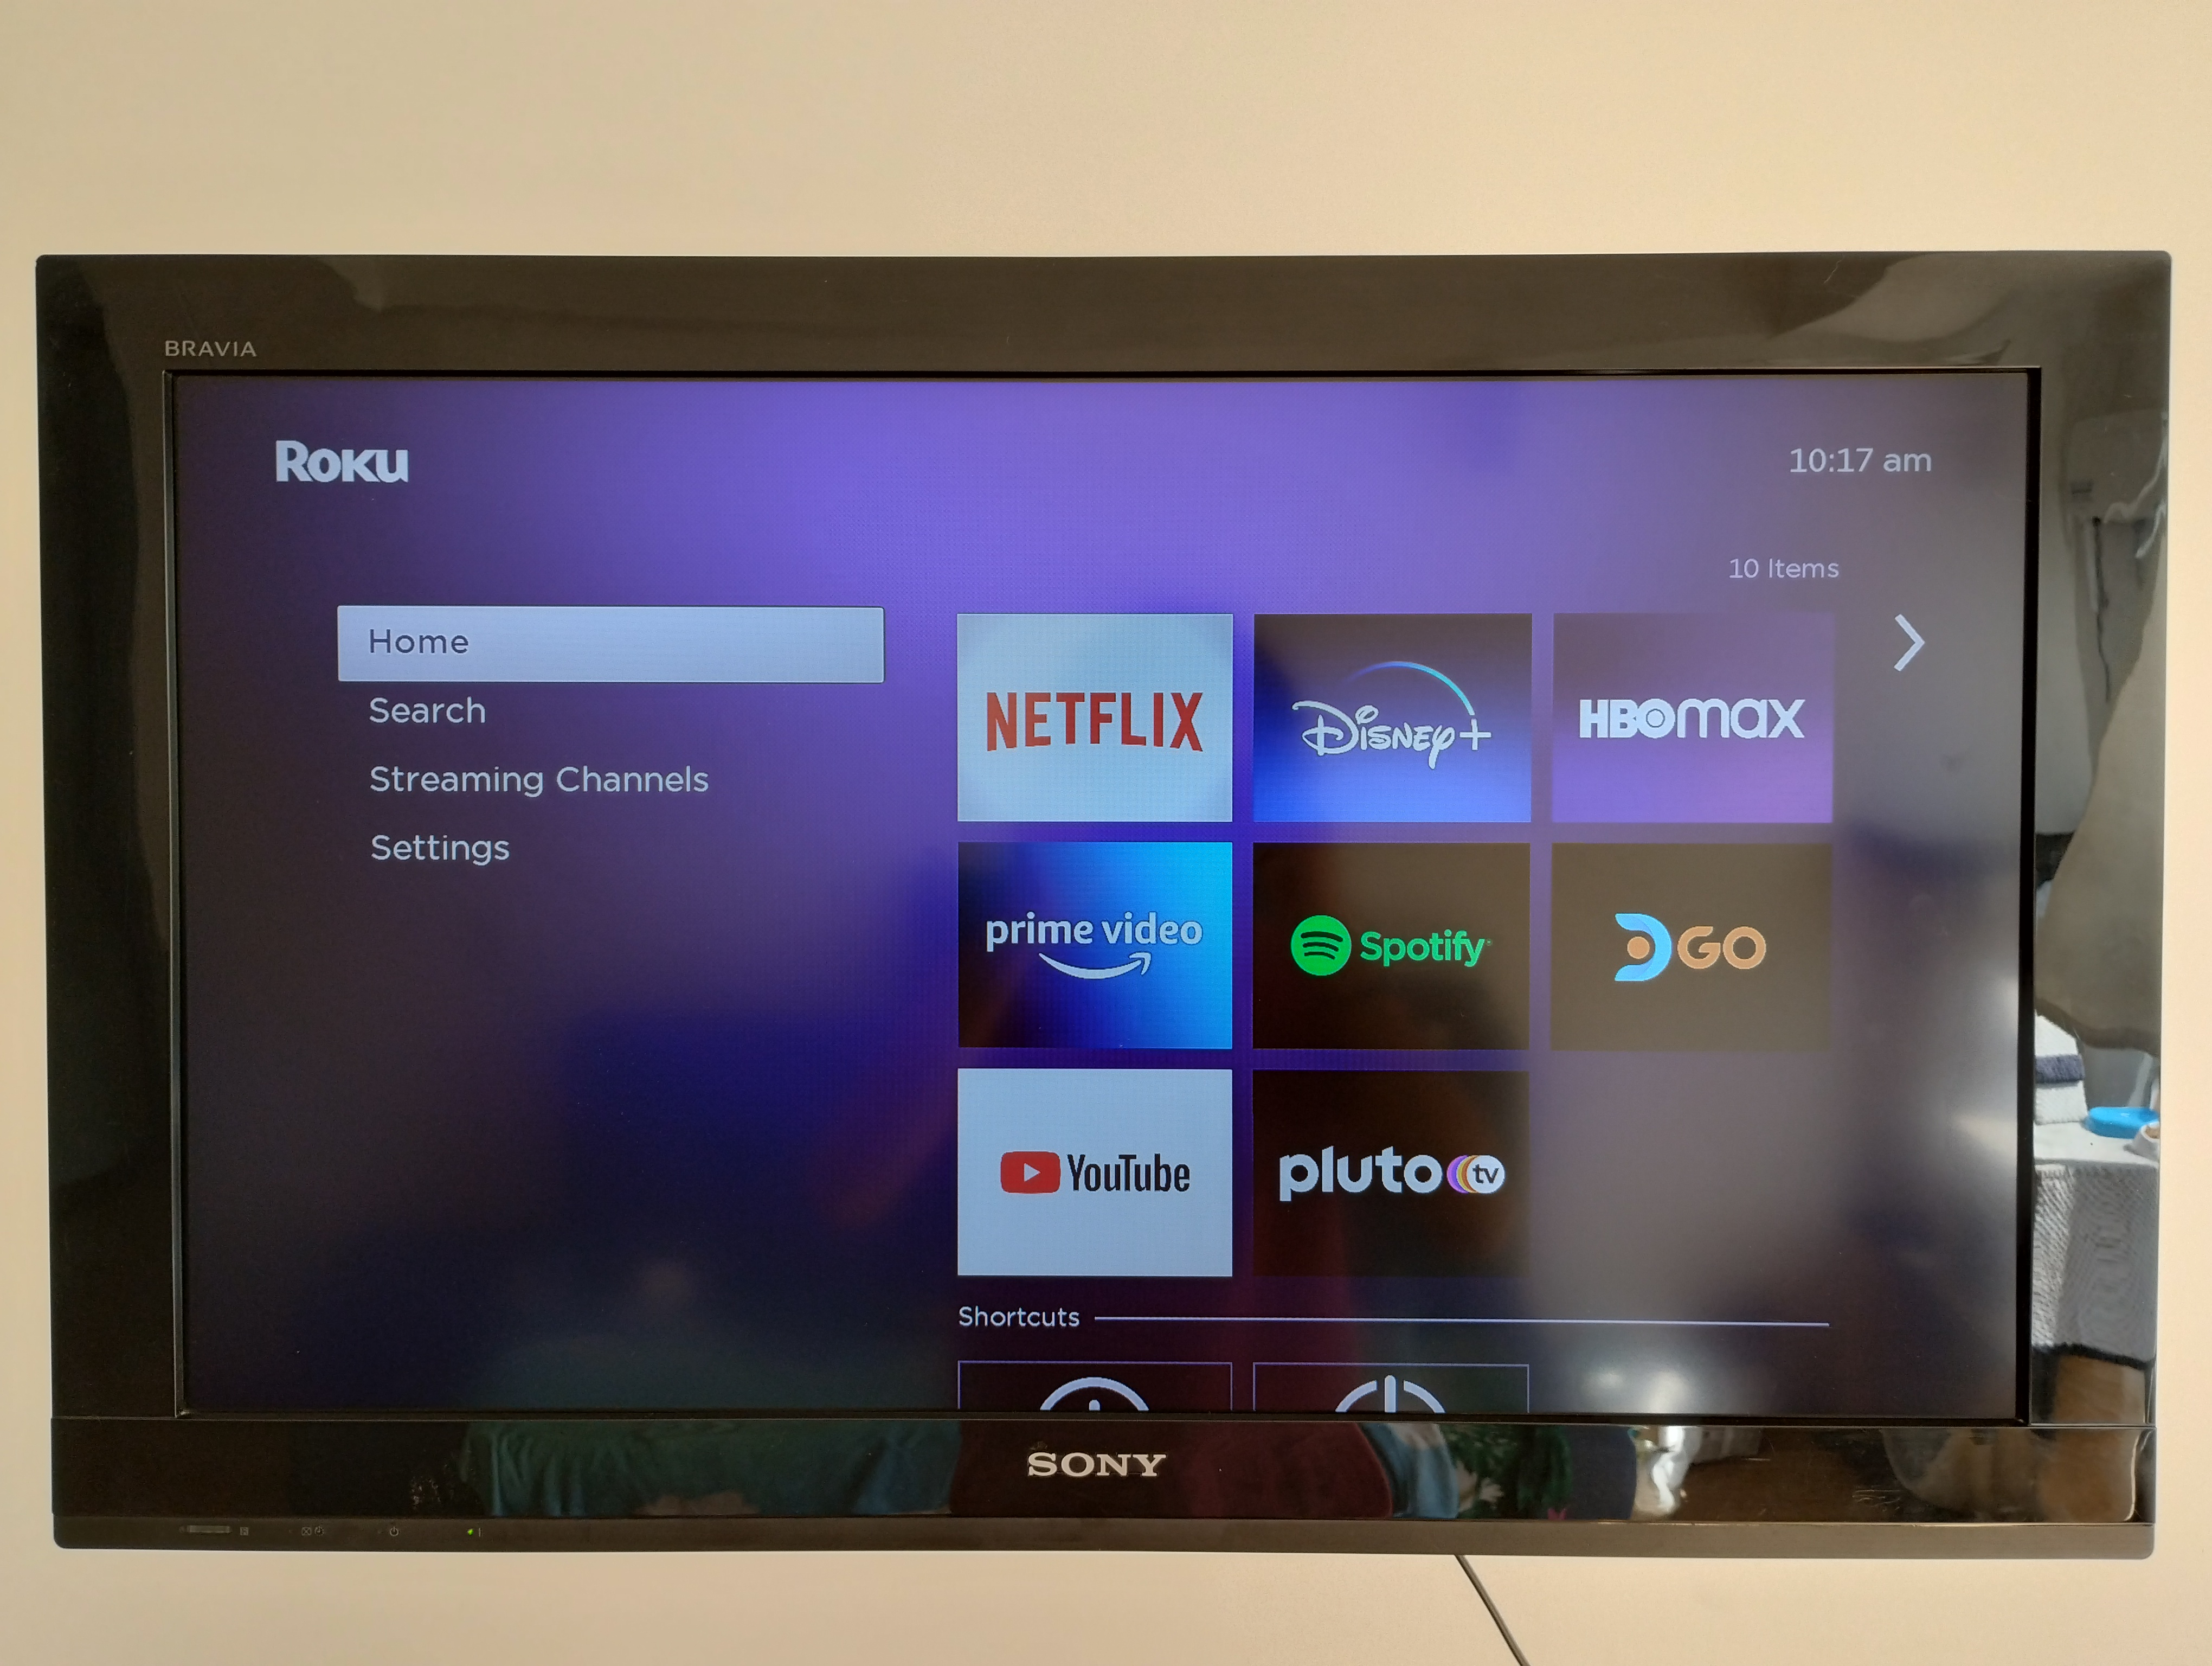 BRAVIA
Roku
10:17 am
10 Items
Home
Search
Streaming Channels
Settings
NETFLIX
Disney+
HBOmax
prime video
Spotify
DGO
YouTube
pluto tv
Shortcuts
SONY